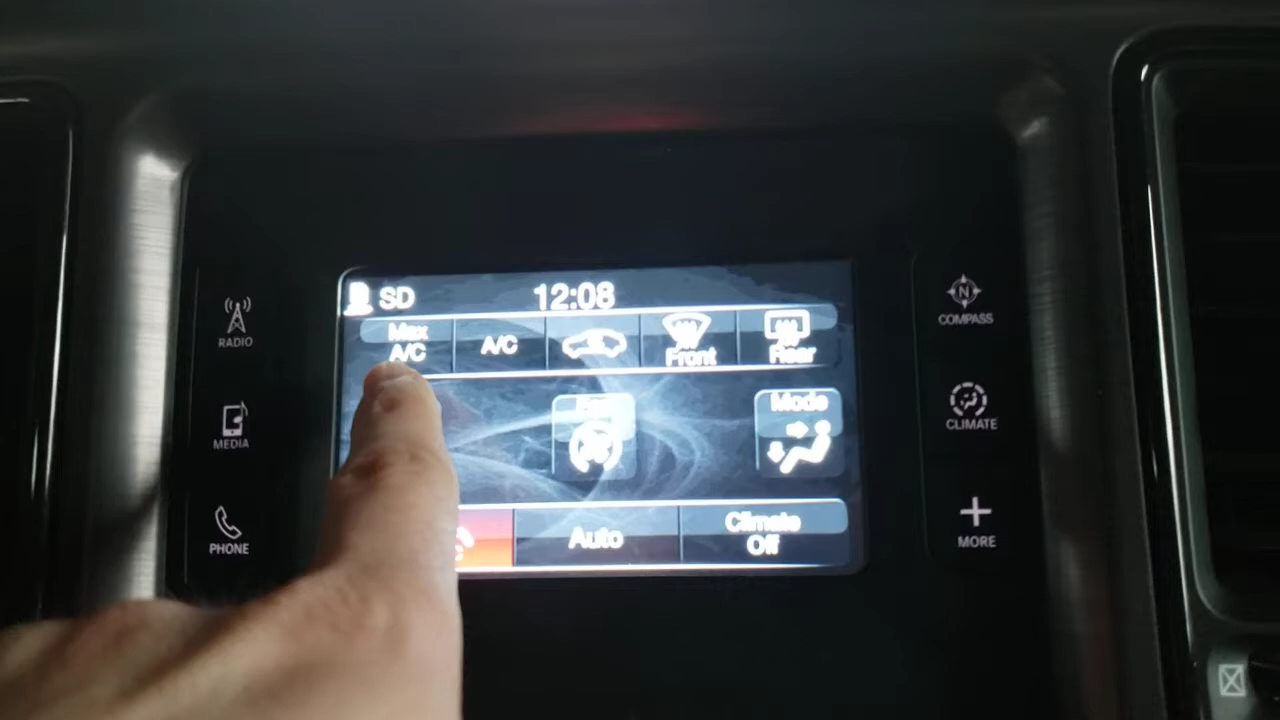 SD
12:08
Max
A/C
A/C
Front
Rear
Mode
Auto
Climate
Off
RADIO
MEDIA
PHONE
N
COMPASS
CLIMATE
MORE